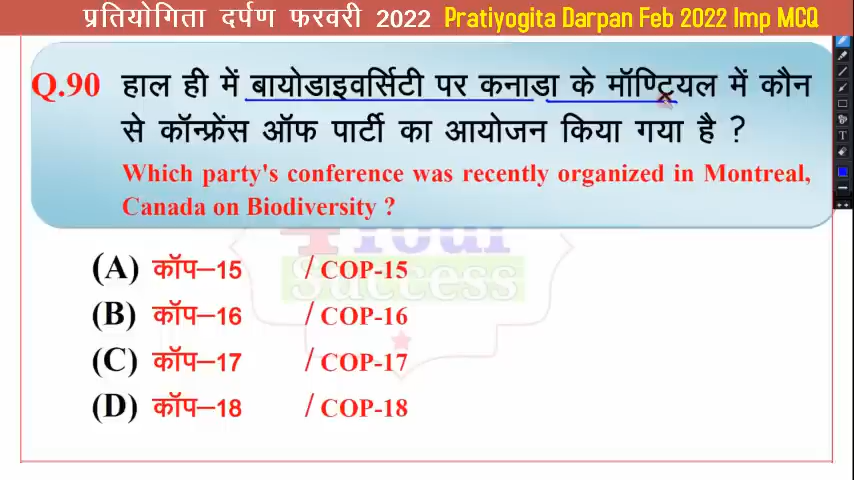 प्रतियोगिता दर्पण फरवरी 2022 Pratiyogita Darpan Feb 2022 Imp MCQ
Q.90 हाल ही में बायोडाइवर्सिटी पर कनाडा के मॉण्ट्रियल में कौन
से कॉन्फ्रेंस ऑफ पार्टी का आयोजन किया गया है ?
Which party's conference was recently organized in Montreal,
Canada on Biodiversity ?
Your
Success
(A) कॉप–15 / COP-15
(B) कॉप–16 / COP-16
(C) कॉप–17 / COP-17
(D) कॉप–18 / COP-18